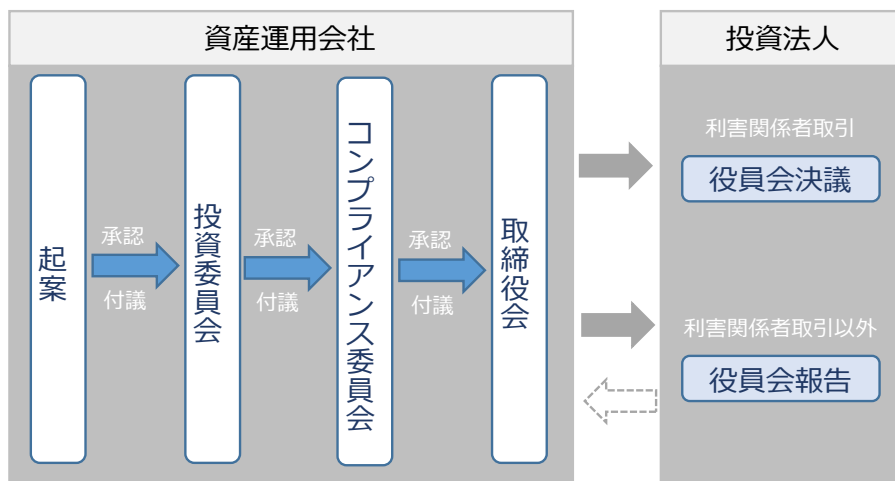 資産運用会社
起案
承認
付議
投資委員会
承認
付議
コンプライアンス委員会
承認
付議
取締役会
投資法人
利害関係者取引
役員会決議
利害関係者取引以外
役員会報告